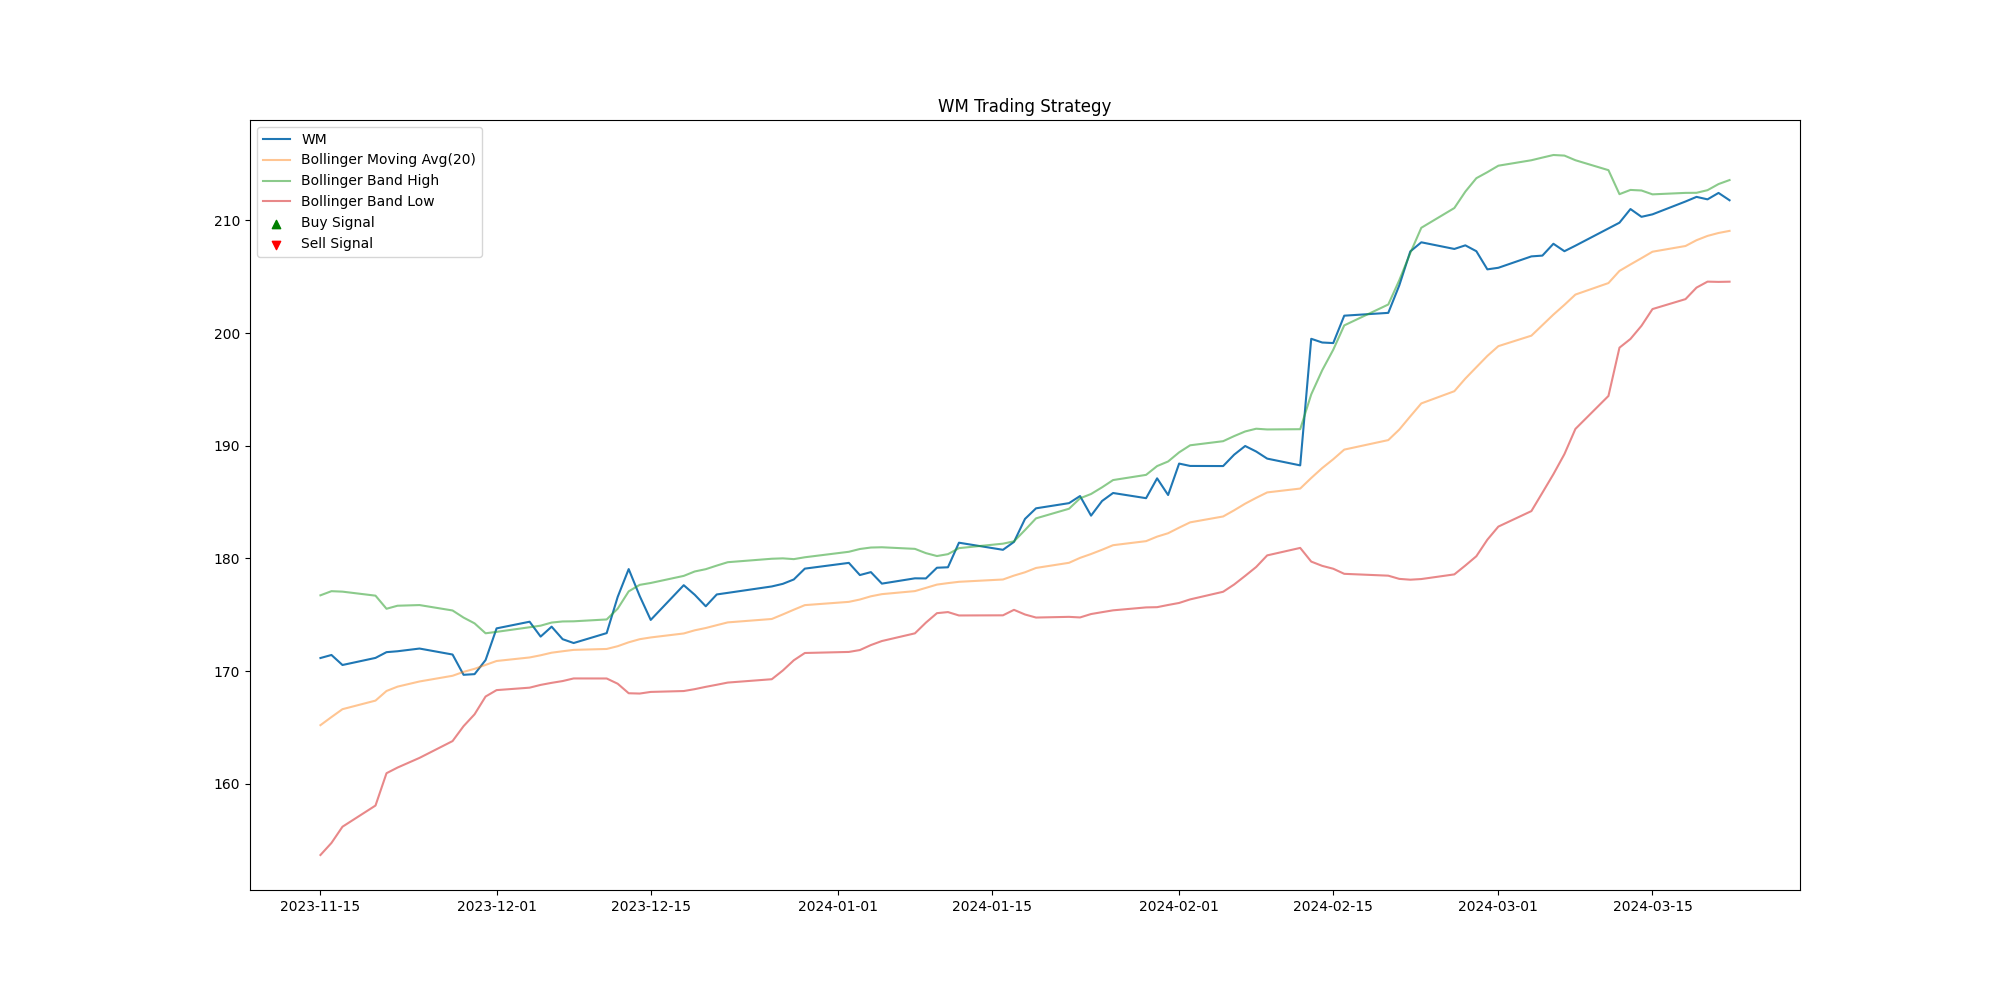 WM Trading Strategy
WM
Bollinger Moving Avg(20)
Bollinger Band High
Bollinger Band Low
Buy Signal
Sell Signal
210
200
190
180
170
160
2023-11-15 2023-12-01 2023-12-15 2024-01-01 2024-01-15 2024-02-01 2024-02-15 2024-03-01 2024-03-15